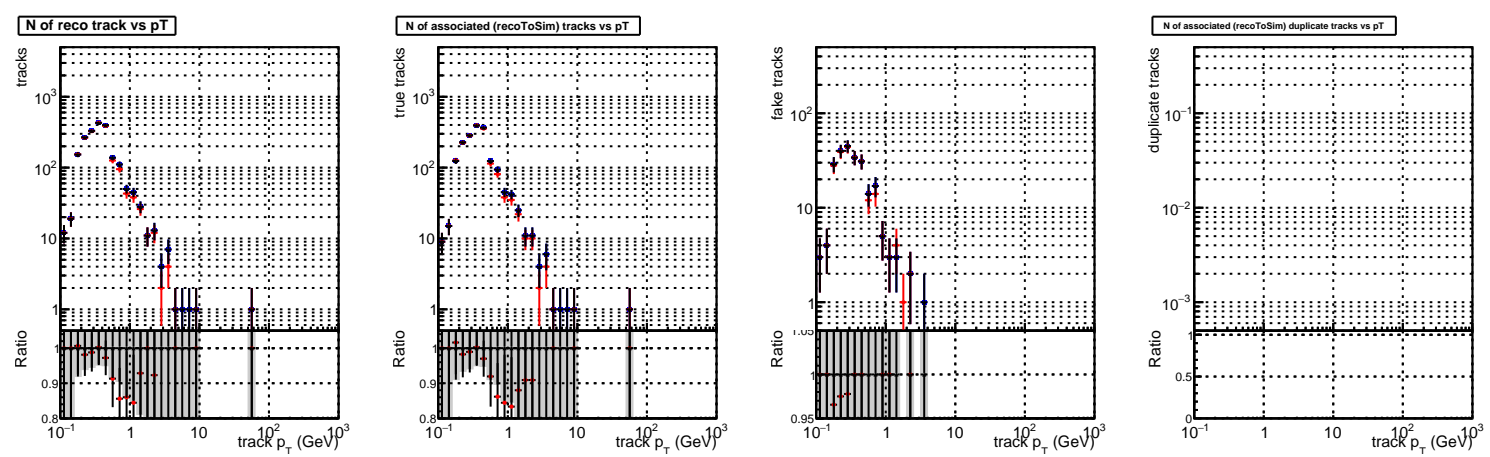 N of reco track vs pT
tracks
10³
10²
10
1
Ratio
1
0.9
0.8
10⁻¹ 1 10 10² 10³
track p_T (GeV)
N of associated (recoToSim) tracks vs pT
true tracks
10³
10²
10
1
Ratio
1
0.9
0.8
10⁻¹ 1 10 10² 10³
track p_T (GeV)
fake tracks
10²
10
1
Ratio
1.05
1
0.95
10⁻¹ 1 10 10² 10³
track p_T (GeV)
N of associated (recoToSim) duplicate tracks vs pT
duplicate tracks
10⁻¹
10⁻²
10⁻³
Ratio
1
0.5
0
10⁻¹ 1 10 10² 10³
track p_T (GeV)